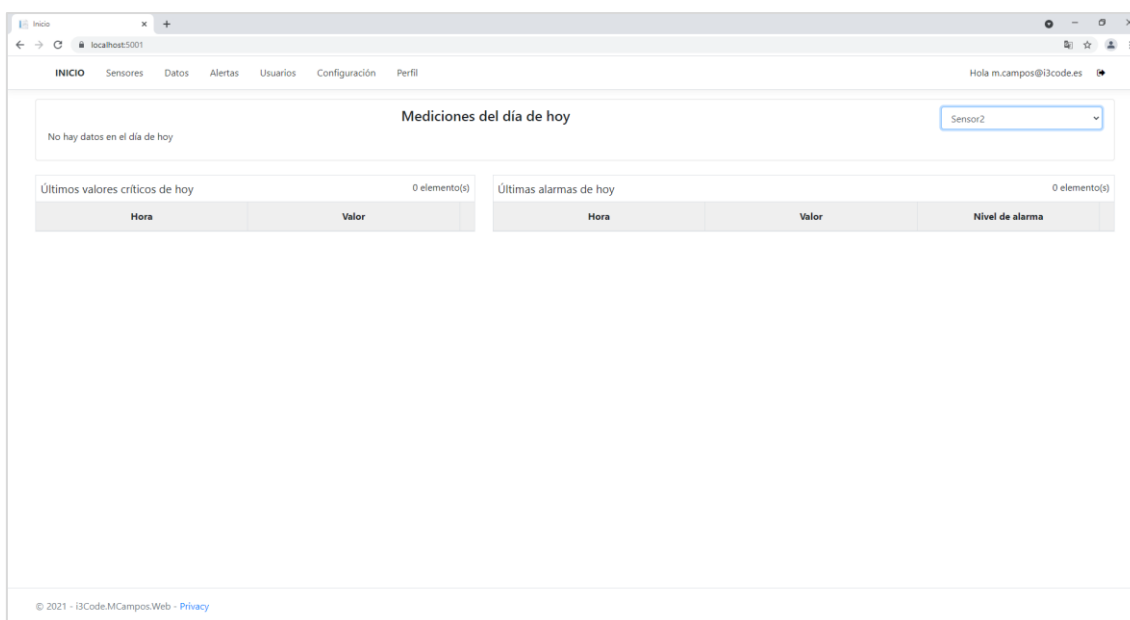 Inicio
localhost:5001
INICIO Sensores Datos Alertas Usuarios Configuración Perfil Hola m.campos@i3code.es
Mediciones del día de hoy Sensor2
No hay datos en el día de hoy
Últimos valores críticos de hoy 0 elemento(s) Últimas alarmas de hoy 0 elemento(s)
Hora Valor Hora Valor Nivel de alarma
© 2021 - i3Code.MCampos.Web - Privacy